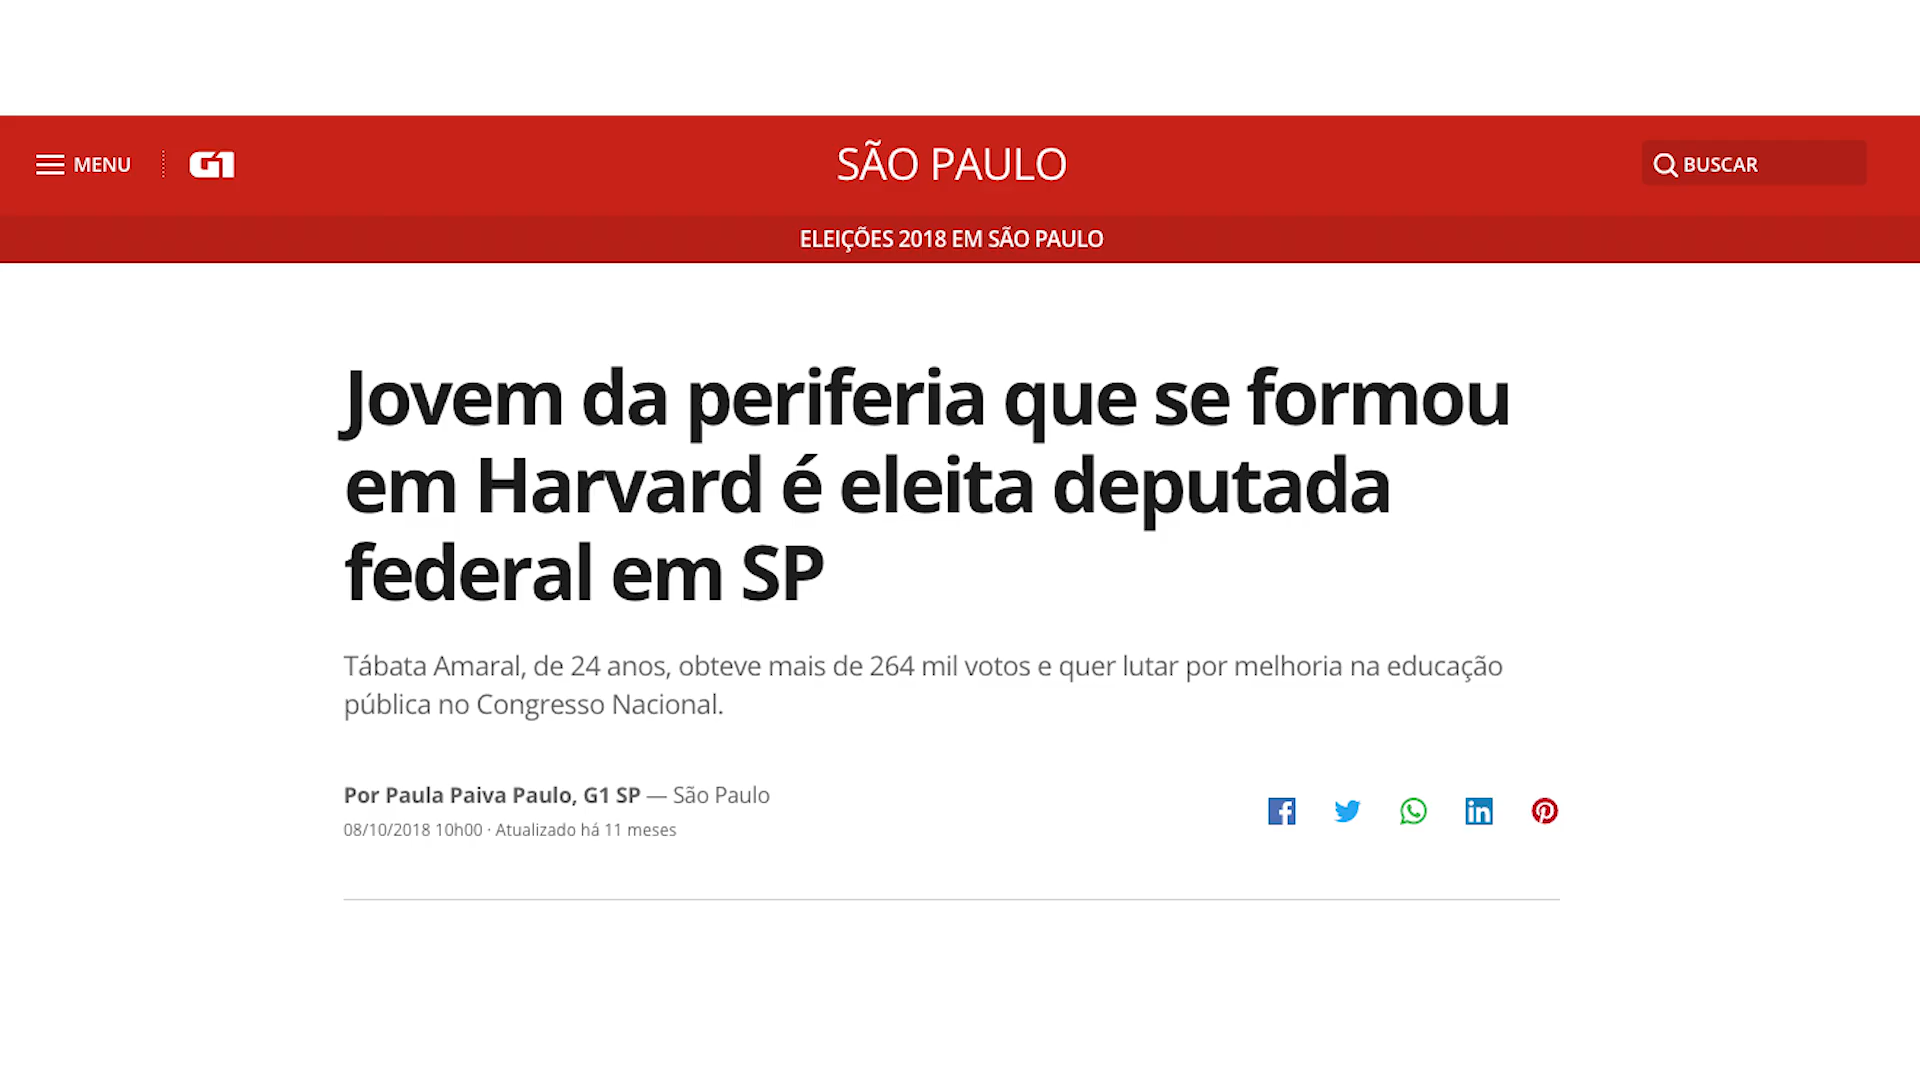 MENU
G1
SÃO PAULO
BUSCAR
ELEIÇÕES 2018 EM SÃO PAULO
Jovem da periferia que se formou
em Harvard é eleita deputada
federal em SP
Tábata Amaral, de 24 anos, obteve mais de 264 mil votos e quer lutar por melhoria na educação
pública no Congresso Nacional.
Por Paula Paiva Paulo, G1 SP — São Paulo
08/10/2018 10h00 · Atualizado há 11 meses